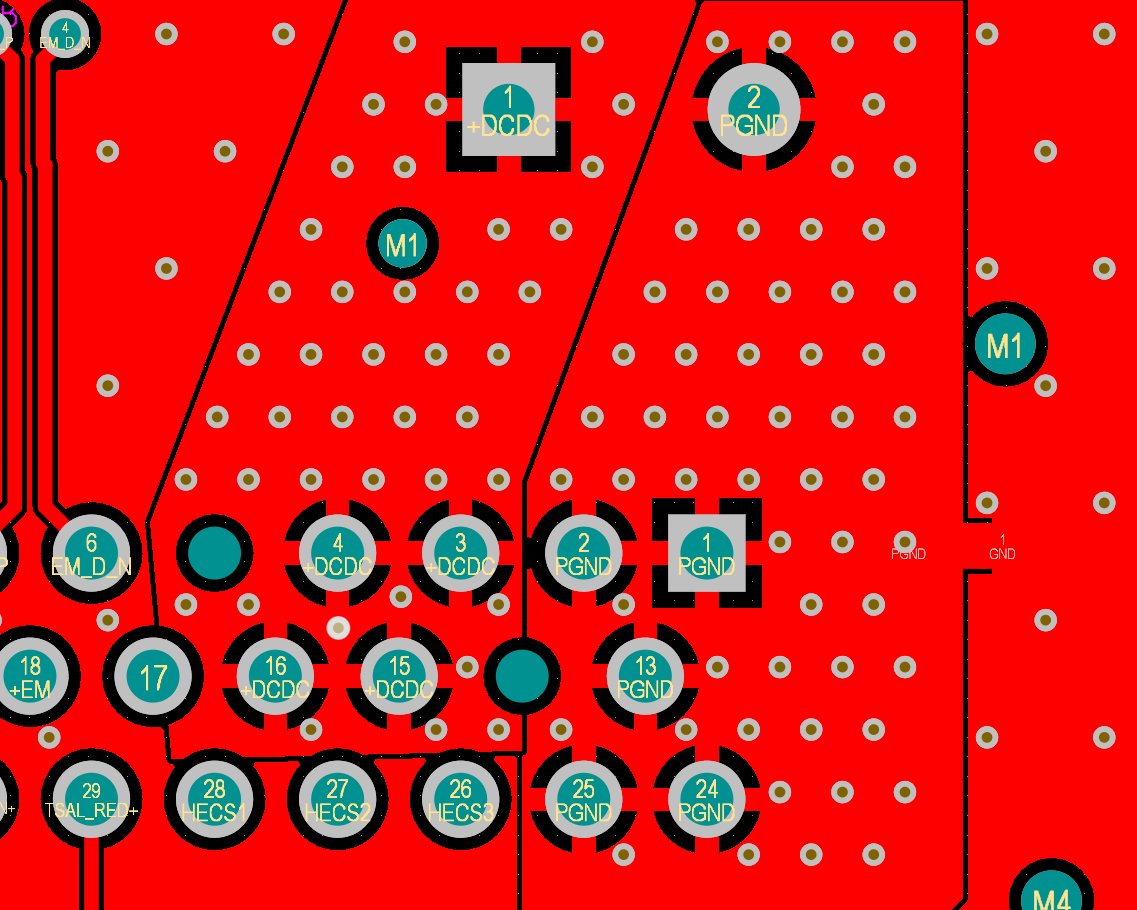 4
EM_D_N
1
+DCDC
2
PGND
M1
M1
6
EM_D_N
4
+DCDC
3
+DCDC
2
PGND
1
PGND
PGND
1
GND
18
+EM
17
16
+DCDC
15
+DCDC
13
PGND
29
TSAL_RED+
28
HECS1
27
HECS2
26
HECS3
25
PGND
24
PGND
M4